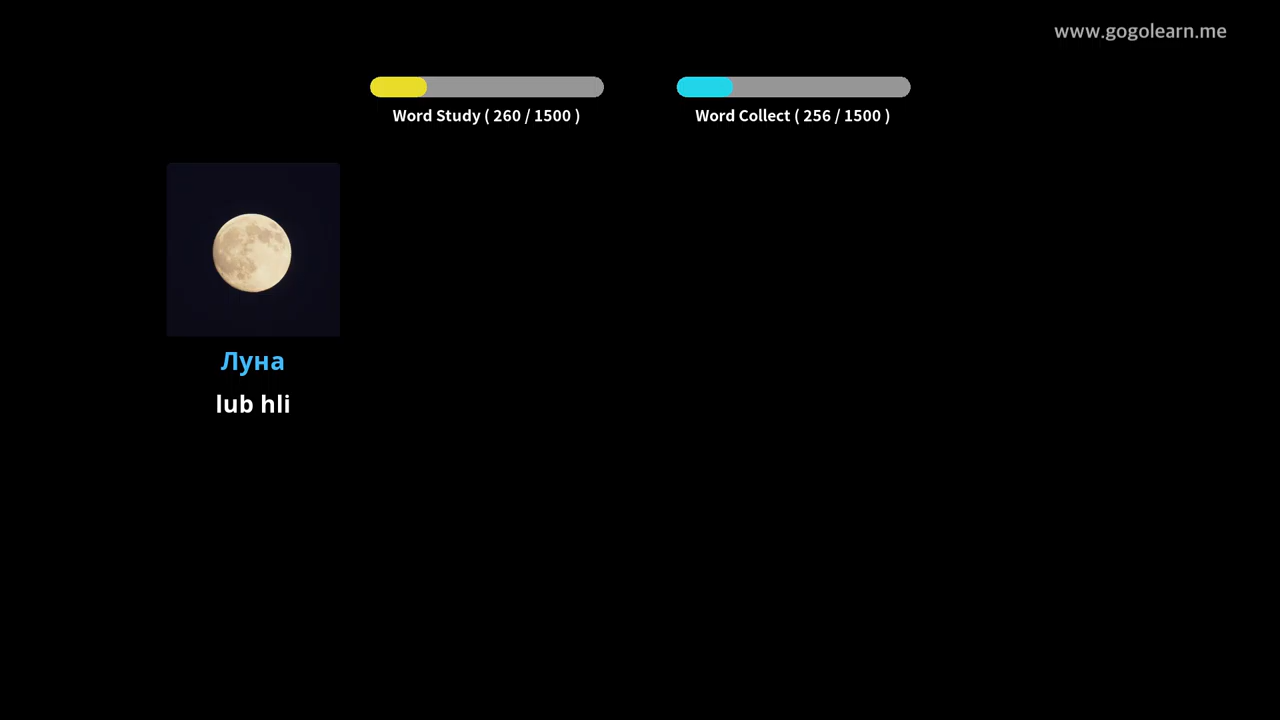 www.gogolearn.me
Word Study ( 260 / 1500 )
Word Collect ( 256 / 1500 )
Луна
lub hli